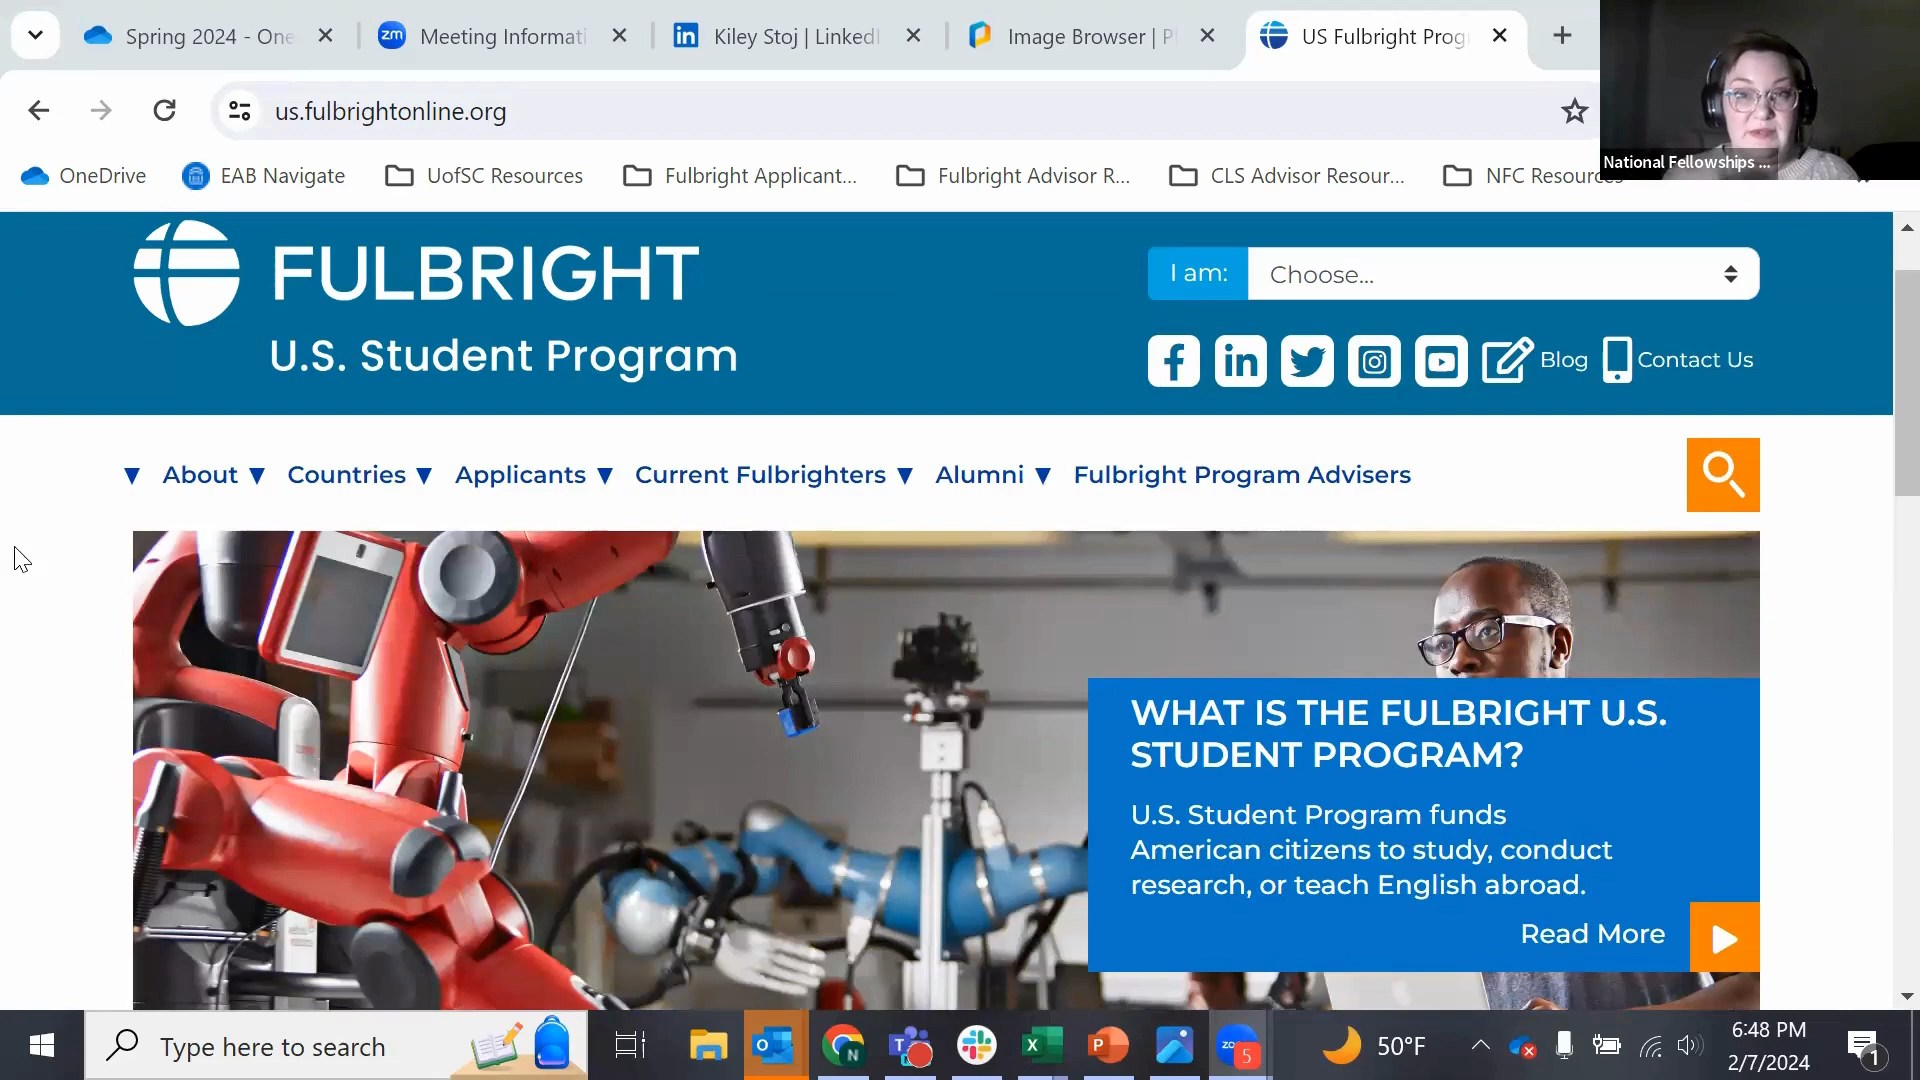 Spring 2024 - One
Meeting Informati
Kiley Stoj | LinkedI
Image Browser | P
US Fulbright Prog
us.fulbrightonline.org
OneDrive
EAB Navigate
UofSC Resources
Fulbright Applicant...
Fulbright Advisor R...
CLS Advisor Resour...
NFC Resources
National Fellowships ...
FULBRIGHT
U.S. Student Program
I am:
Choose...
Blog
Contact Us
About
Countries
Applicants
Current Fulbrighters
Alumni
Fulbright Program Advisers
WHAT IS THE FULBRIGHT U.S.
STUDENT PROGRAM?
U.S. Student Program funds
American citizens to study, conduct
research, or teach English abroad.
Read More
Type here to search
50°F
6:48 PM
2/7/2024
5
1